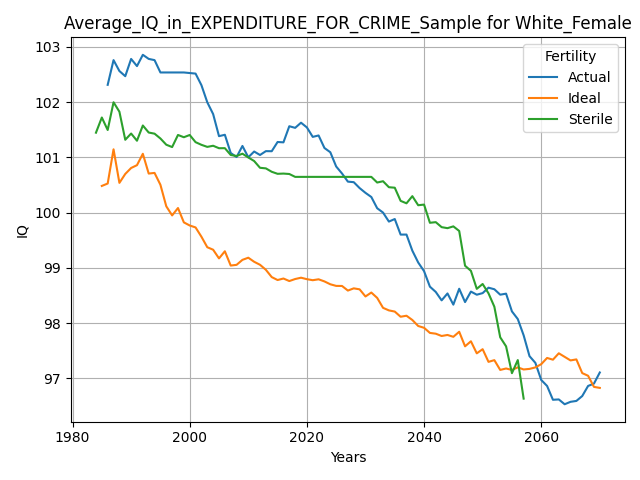 Average_IQ_in_EXPENDITURE_FOR_CRIME_Sample for White_Female
Fertility
Actual
Ideal
Sterile
103
102
101
100
99
98
97
IQ
1980
2000
2020
2040
2060
Years